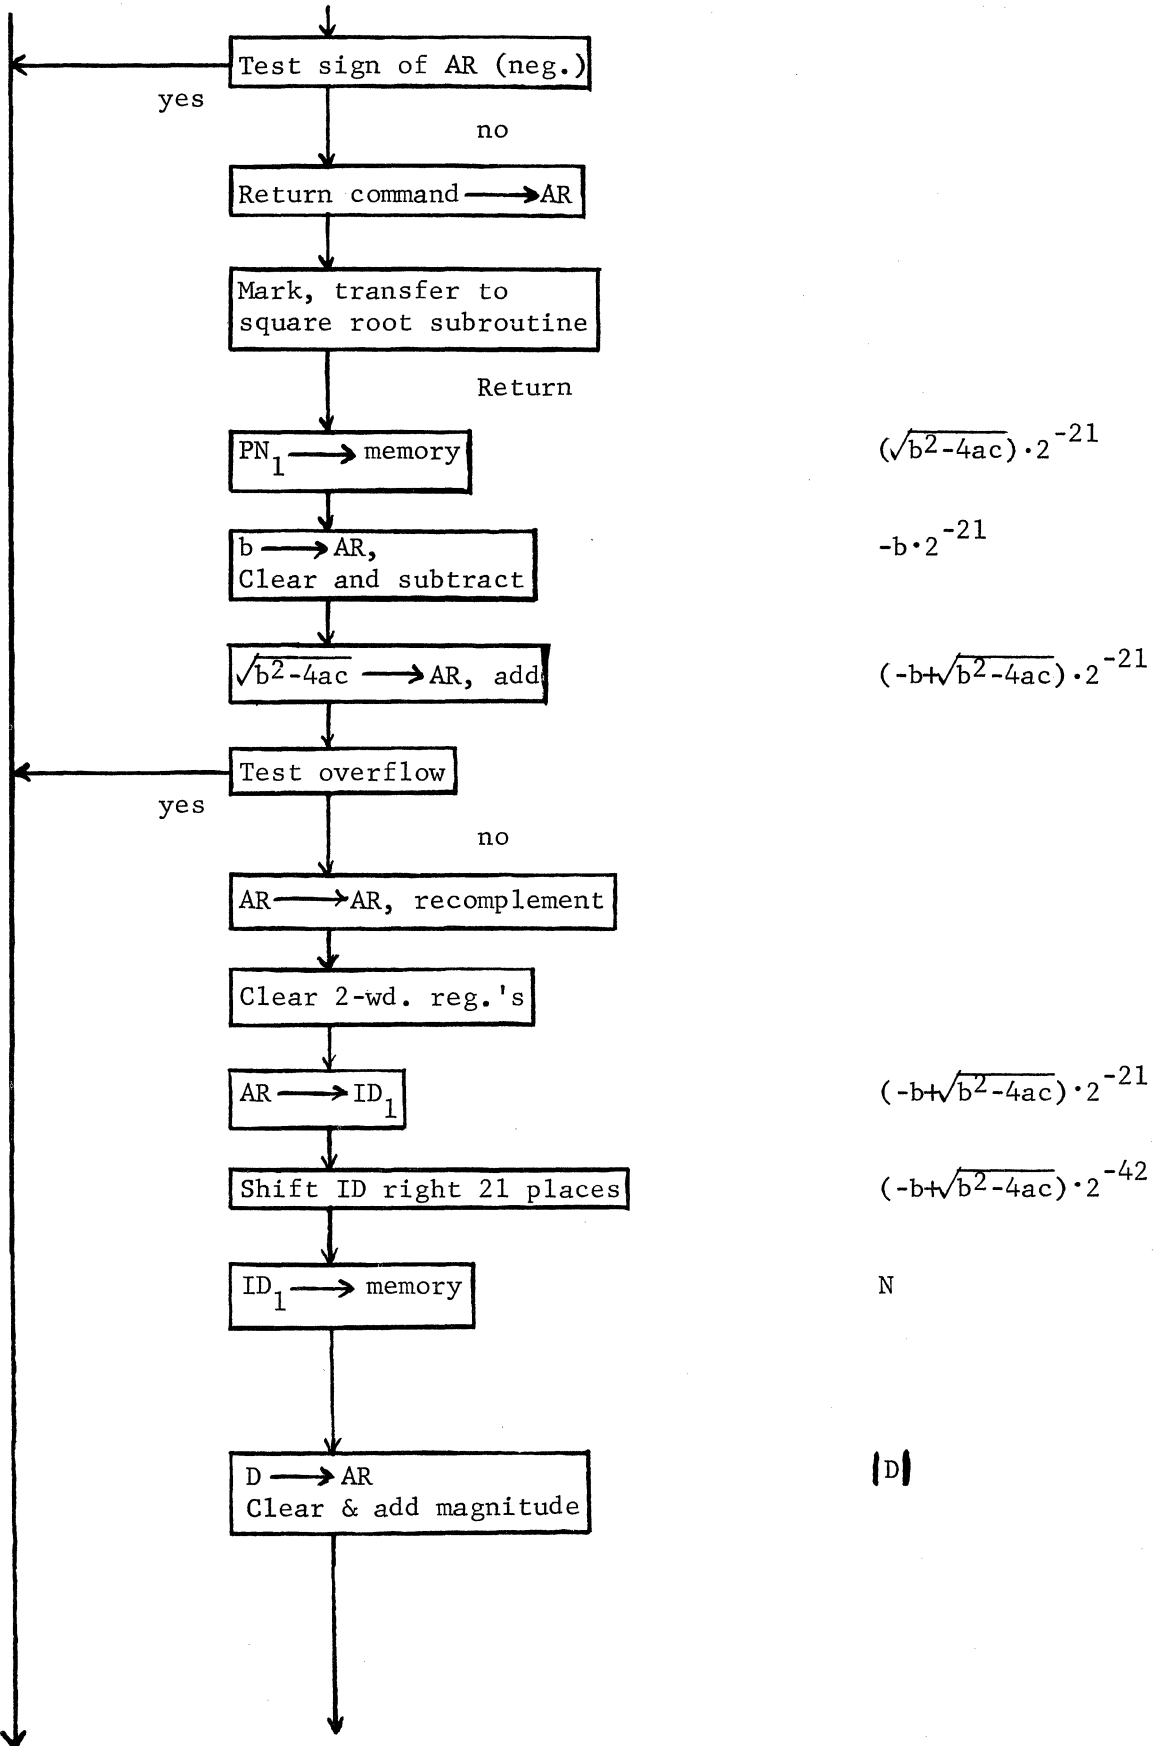 Test sign of AR (neg.)
yes
no
Return command ⟶ AR
Mark, transfer to
square root subroutine
Return
PN₁ ⟶ memory (√b²-4ac)·2⁻²¹
b ⟶ AR, -b·2⁻²¹
Clear and subtract
√b²-4ac ⟶ AR, add (-b+√b²-4ac)·2⁻²¹
Test overflow
yes
no
AR ⟶ AR, recomplement
Clear 2-wd. reg.'s
AR ⟶ ID₁ (-b+√b²-4ac)·2⁻²¹
Shift ID right 21 places (-b+√b²-4ac)·2⁻⁴²
ID₁ ⟶ memory N
D ⟶ AR |D|
Clear & add magnitude